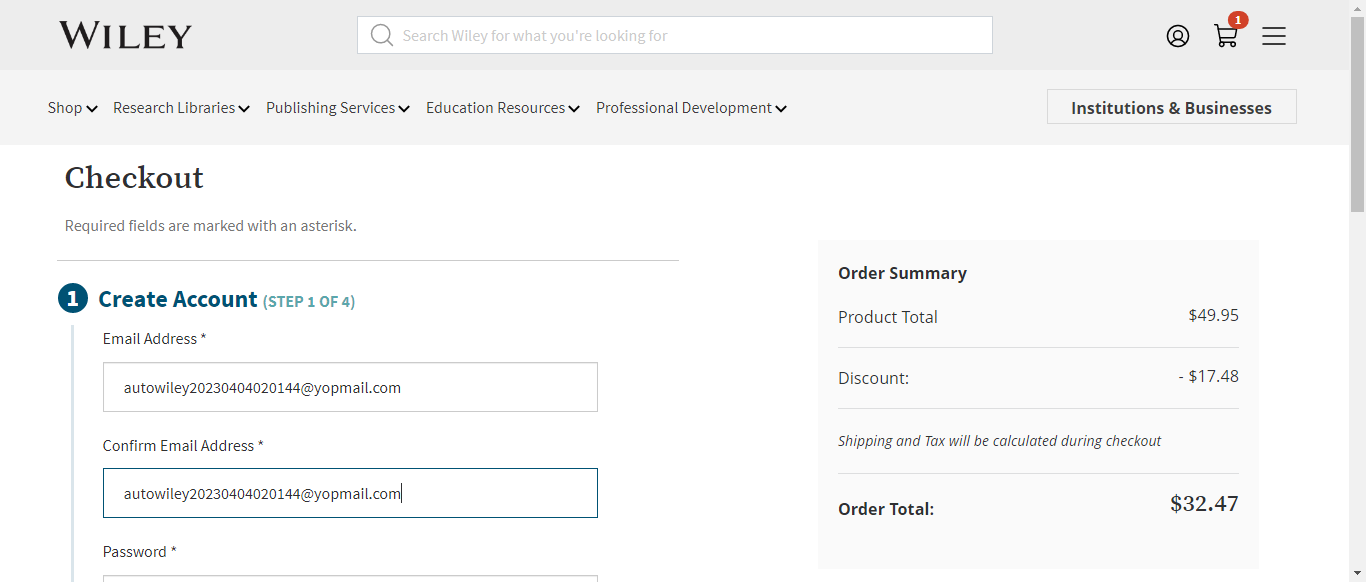 WILEY
Search Wiley for what you're looking for
1
Shop
Research Libraries
Publishing Services
Education Resources
Professional Development
Institutions & Businesses
Checkout
Required fields are marked with an asterisk.
1 Create Account (STEP 1 OF 4)
Email Address *
autowiley20230404020144@yopmail.com
Confirm Email Address *
autowiley20230404020144@yopmail.com
Password *
Order Summary
Product Total $49.95
Discount: - $17.48
Shipping and Tax will be calculated during checkout
Order Total: $32.47